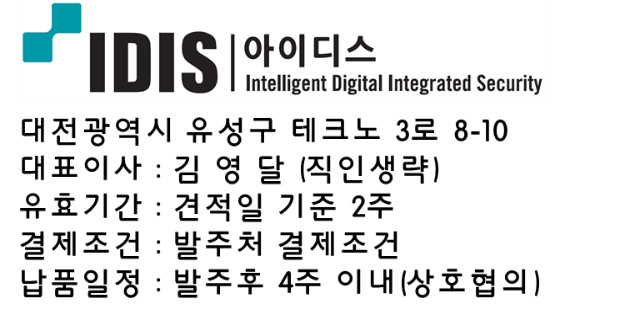 IDIS 아이디스
Intelligent Digital Integrated Security
대전광역시 유성구 테크노 3로 8-10
대표이사 : 김 영 달 (직인생략)
유효기간 : 견적일 기준 2주
결제조건 : 발주처 결제조건
납품일정 : 발주후 4주 이내(상호협의)